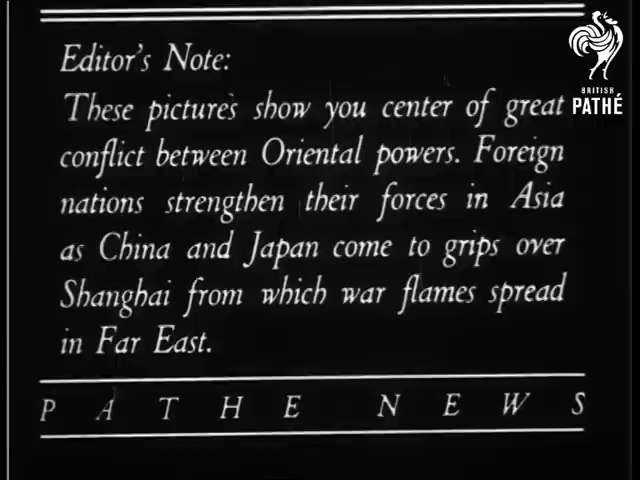 Editor's Note:
These pictures show you center of great
conflict between Oriental powers. Foreign
nations strengthen their forces in Asia
as China and Japan come to grips over
Shanghai from which war flames spread
in Far East.
PATHE NEWS
BRITISH
PATHÉ